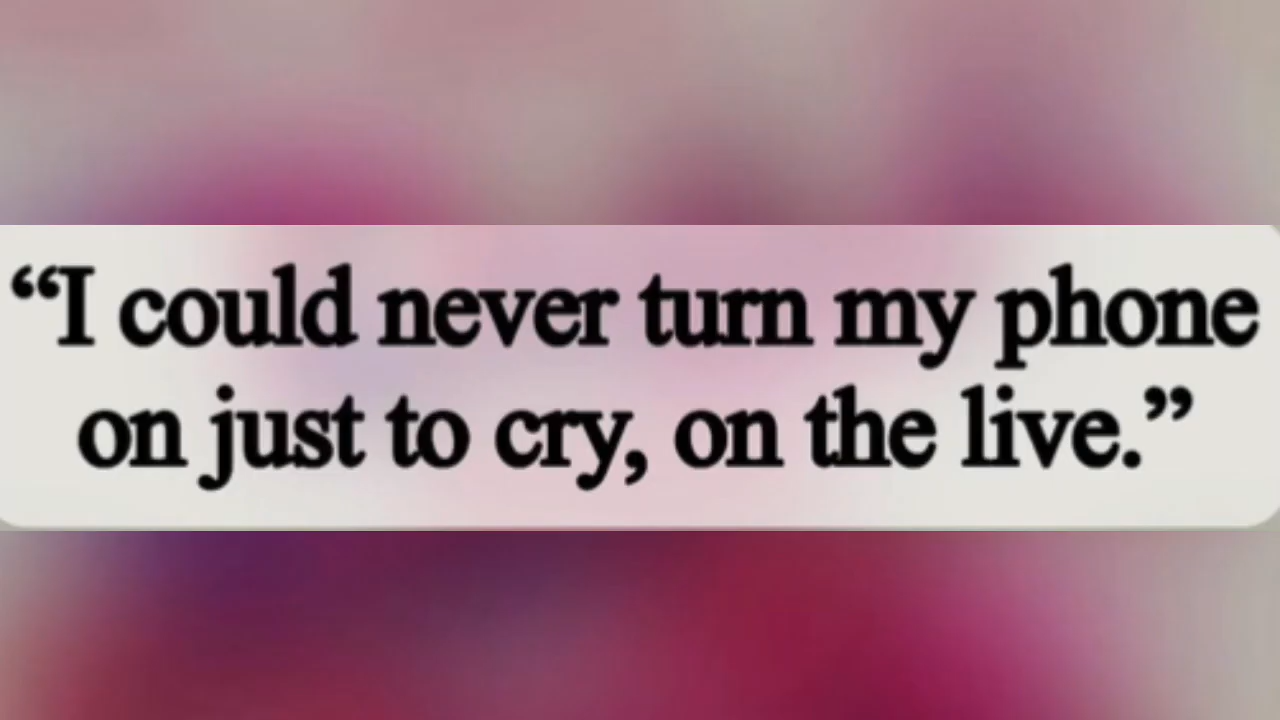 “I could never turn my phone
on just to cry, on the live.”